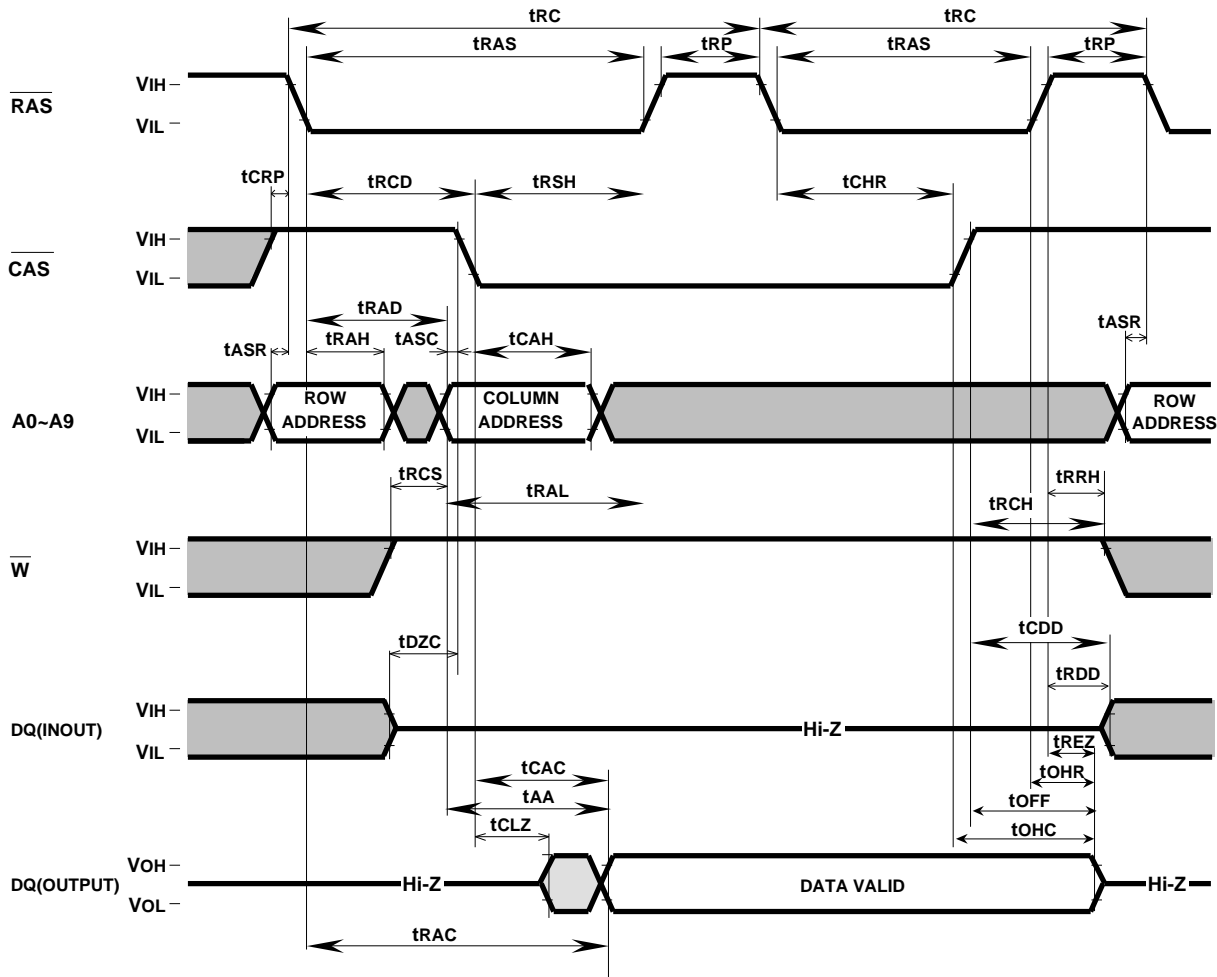 tRC tRC
tRAS tRP tRAS tRP
VIH
RAS
VIL
tCRP tRCD tRSH tCHR
VIH
CAS
VIL
tRAD
tASR tRAH tASC tCAH tASR
VIH ROW COLUMN ROW
A0~A9
VIL ADDRESS ADDRESS ADDRESS
tRCS tRAL tRRH
tRCH
VIH
W
VIL
tCDD
tDZC
tRDD
VIH
DQ(INOUT) Hi-Z
VIL
tREZ
tCAC tOHR
tAA tOFF
tCLZ tOHC
VOH
DQ(OUTPUT) Hi-Z DATA VALID Hi-Z
VOL
tRAC